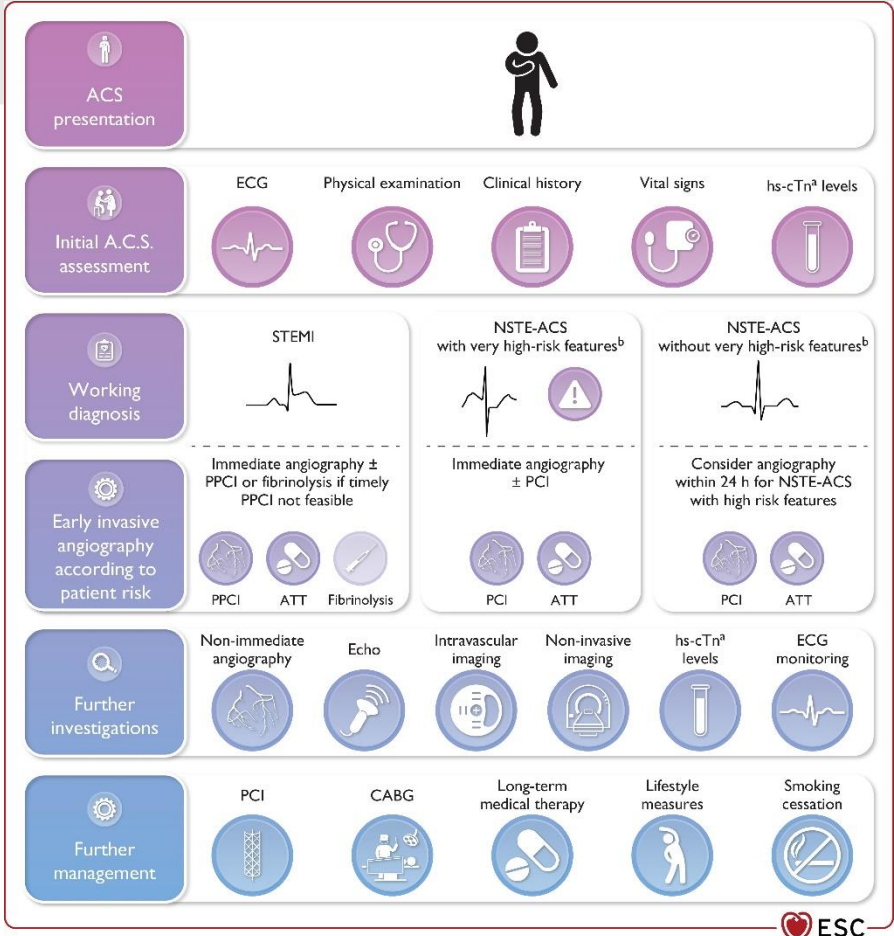 ACS
presentation
ECG
Physical examination
Clinical history
Vital signs
hs-cTnᵃ levels
Initial A.C.S.
assessment
STEMI
NSTE-ACS
with very high-risk featuresᵇ
NSTE-ACS
without very high-risk featuresᵇ
Working
diagnosis
Immediate angiography ±
PPCI or fibrinolysis if timely
PPCI not feasible
Immediate angiography
± PCI
Consider angiography
within 24 h for NSTE-ACS
with high risk features
Early invasive
angiography
according to
patient risk
PPCI
ATT
Fibrinolysis
PCI
ATT
PCI
ATT
Non-immediate
angiography
Echo
Intravascular
imaging
Non-invasive
imaging
hs-cTnᵃ
levels
ECG
monitoring
Further
investigations
PCI
CABG
Long-term
medical therapy
Lifestyle
measures
Smoking
cessation
Further
management
ESC